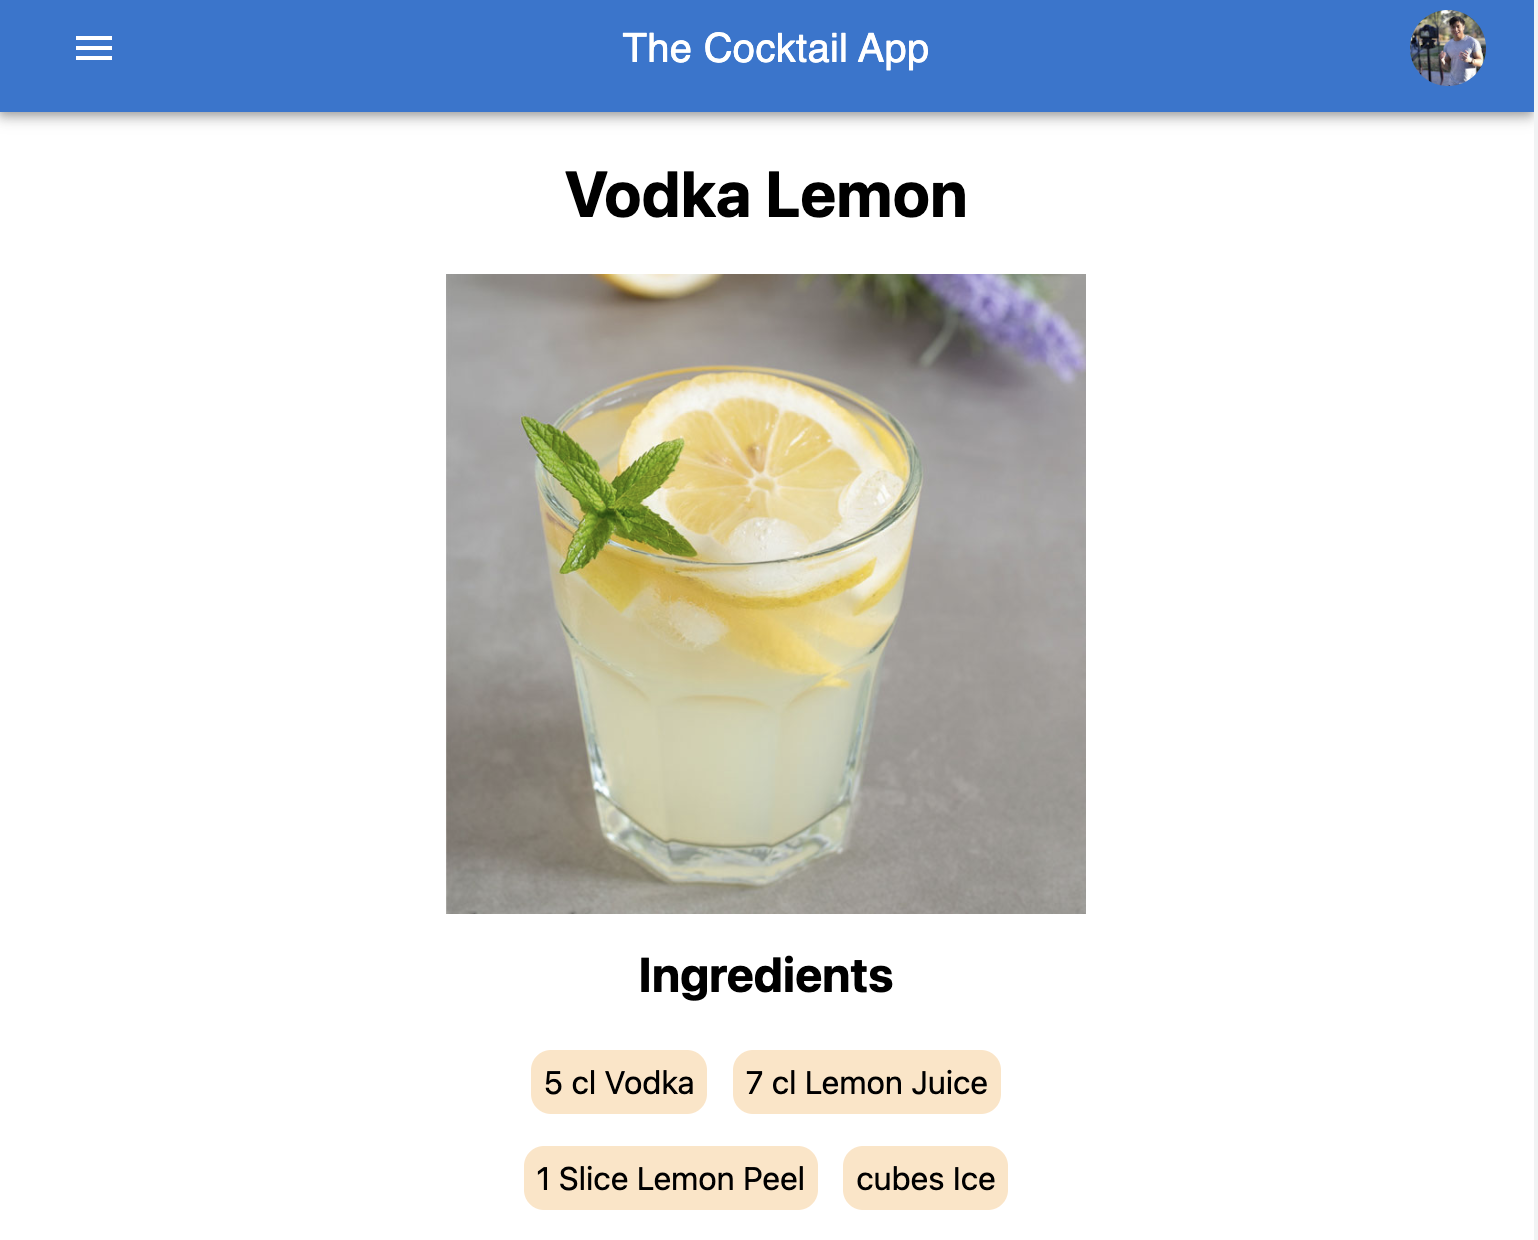 The Cocktail App
Vodka Lemon
Ingredients
5 cl Vodka 7 cl Lemon Juice
1 Slice Lemon Peel cubes Ice